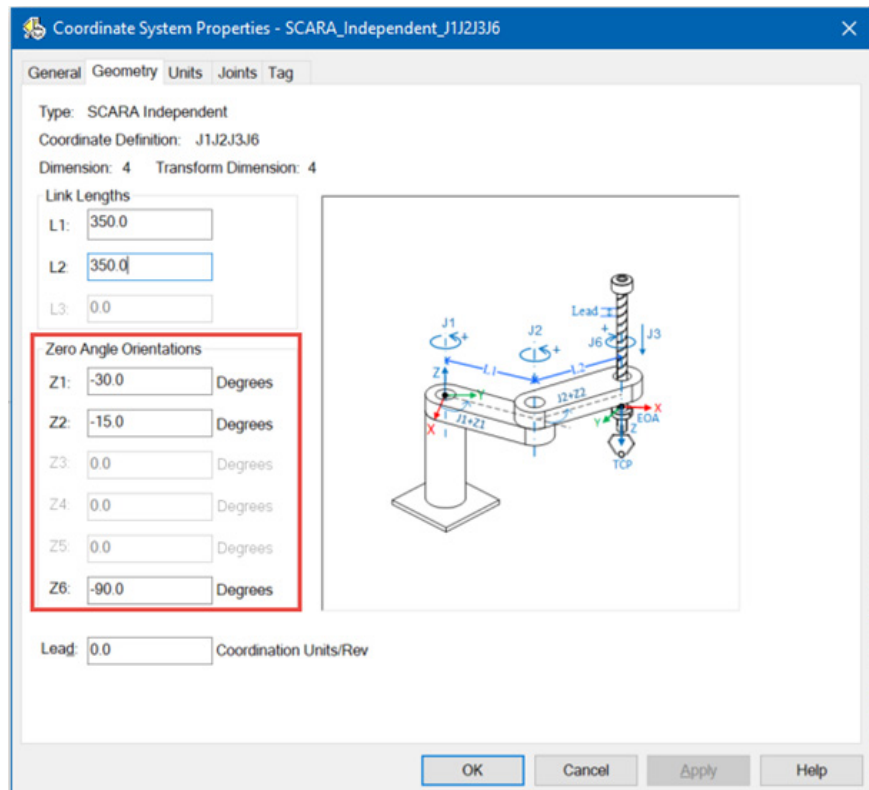 Coordinate System Properties - SCARA_Independent_J1J2J3J6
General Geometry Units Joints Tag
Type: SCARA Independent
Coordinate Definition: J1J2J3J6
Dimension: 4 Transform Dimension: 4
Link Lengths
L1: 350.0
L2: 350.0
L3: 0.0
Zero Angle Orientations
Z1: -30.0 Degrees
Z2: -15.0 Degrees
Z3: 0.0 Degrees
Z4: 0.0 Degrees
Z5: 0.0 Degrees
Z6: -90.0 Degrees
Lead: 0.0 Coordination Units/Rev
Lead
J1
+
J2
+
J6
+
J3
L1
L2
Z
Y
X
J1+Z1
J2+Z2
X
Y
EOA
Z
TCP
OK Cancel Apply Help